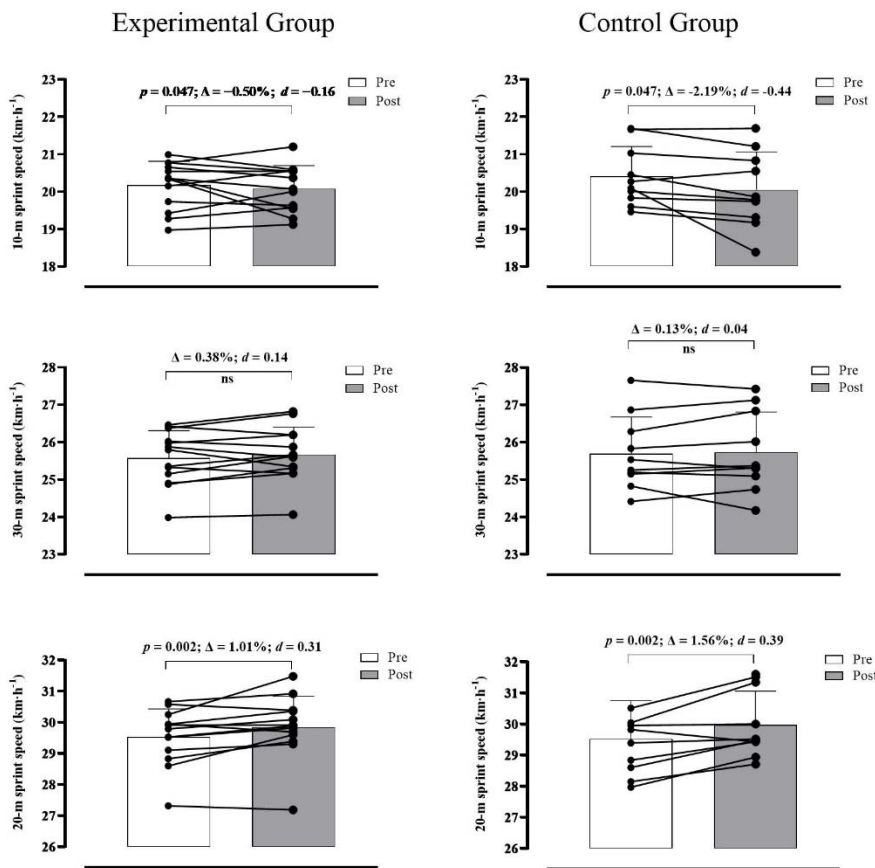 Experimental Group
Control Group
p = 0.047; Δ = −0.50%; d = −0.16
Pre
Post
10-m sprint speed (km·h⁻¹)
23
22
21
20
19
18
p = 0.047; Δ = -2.19%; d = -0.44
Pre
Post
10-m sprint speed (km·h⁻¹)
23
22
21
20
19
18
Δ = 0.38%; d = 0.14
ns
Pre
Post
30-m sprint speed (km·h⁻¹)
28
27
26
25
24
23
Δ = 0.13%; d = 0.04
ns
Pre
Post
30-m sprint speed (km·h⁻¹)
28
27
26
25
24
23
p = 0.002; Δ = 1.01%; d = 0.31
Pre
Post
20-m sprint speed (km·h⁻¹)
32
31
30
29
28
27
26
p = 0.002; Δ = 1.56%; d = 0.39
Pre
Post
20-m sprint speed (km·h⁻¹)
32
31
30
29
28
27
26